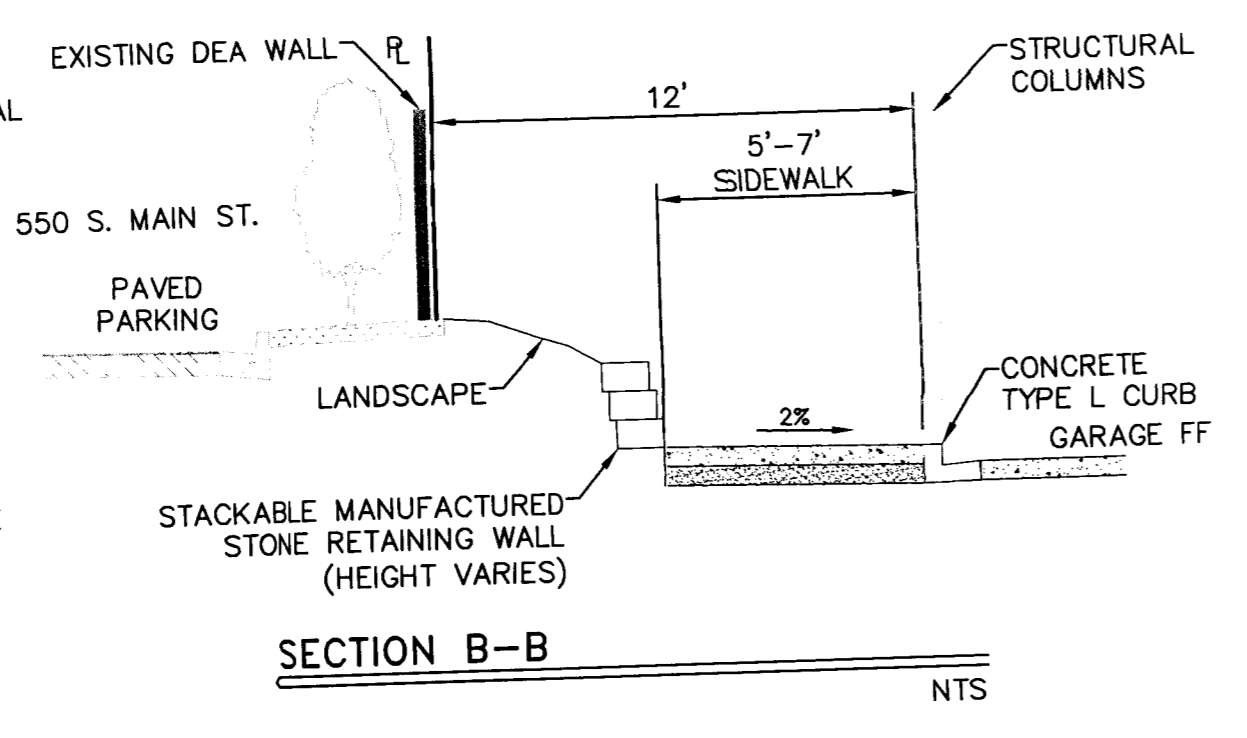 EXISTING DEA WALL
PL
STRUCTURAL
COLUMNS
AL
12'
5'-7'
SIDEWALK
550 S. MAIN ST.
PAVED
PARKING
LANDSCAPE
2%
CONCRETE
TYPE L CURB
GARAGE FF
STACKABLE MANUFACTURED
STONE RETAINING WALL
(HEIGHT VARIES)
SECTION B-B
NTS